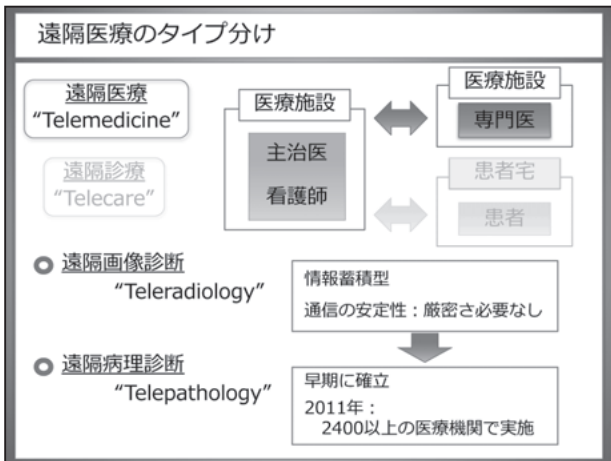 遠隔医療のタイプ分け
遠隔医療
“Telemedicine”
遠隔診療
“Telecare”
医療施設
主治医
看護師
医療施設
専門医
患者宅
患者
遠隔画像診断
“Teleradiology”
遠隔病理診断
“Telepathology”
情報蓄積型
通信の安定性：厳密さ必要なし
早期に確立
2011年：
2400以上の医療機関で実施